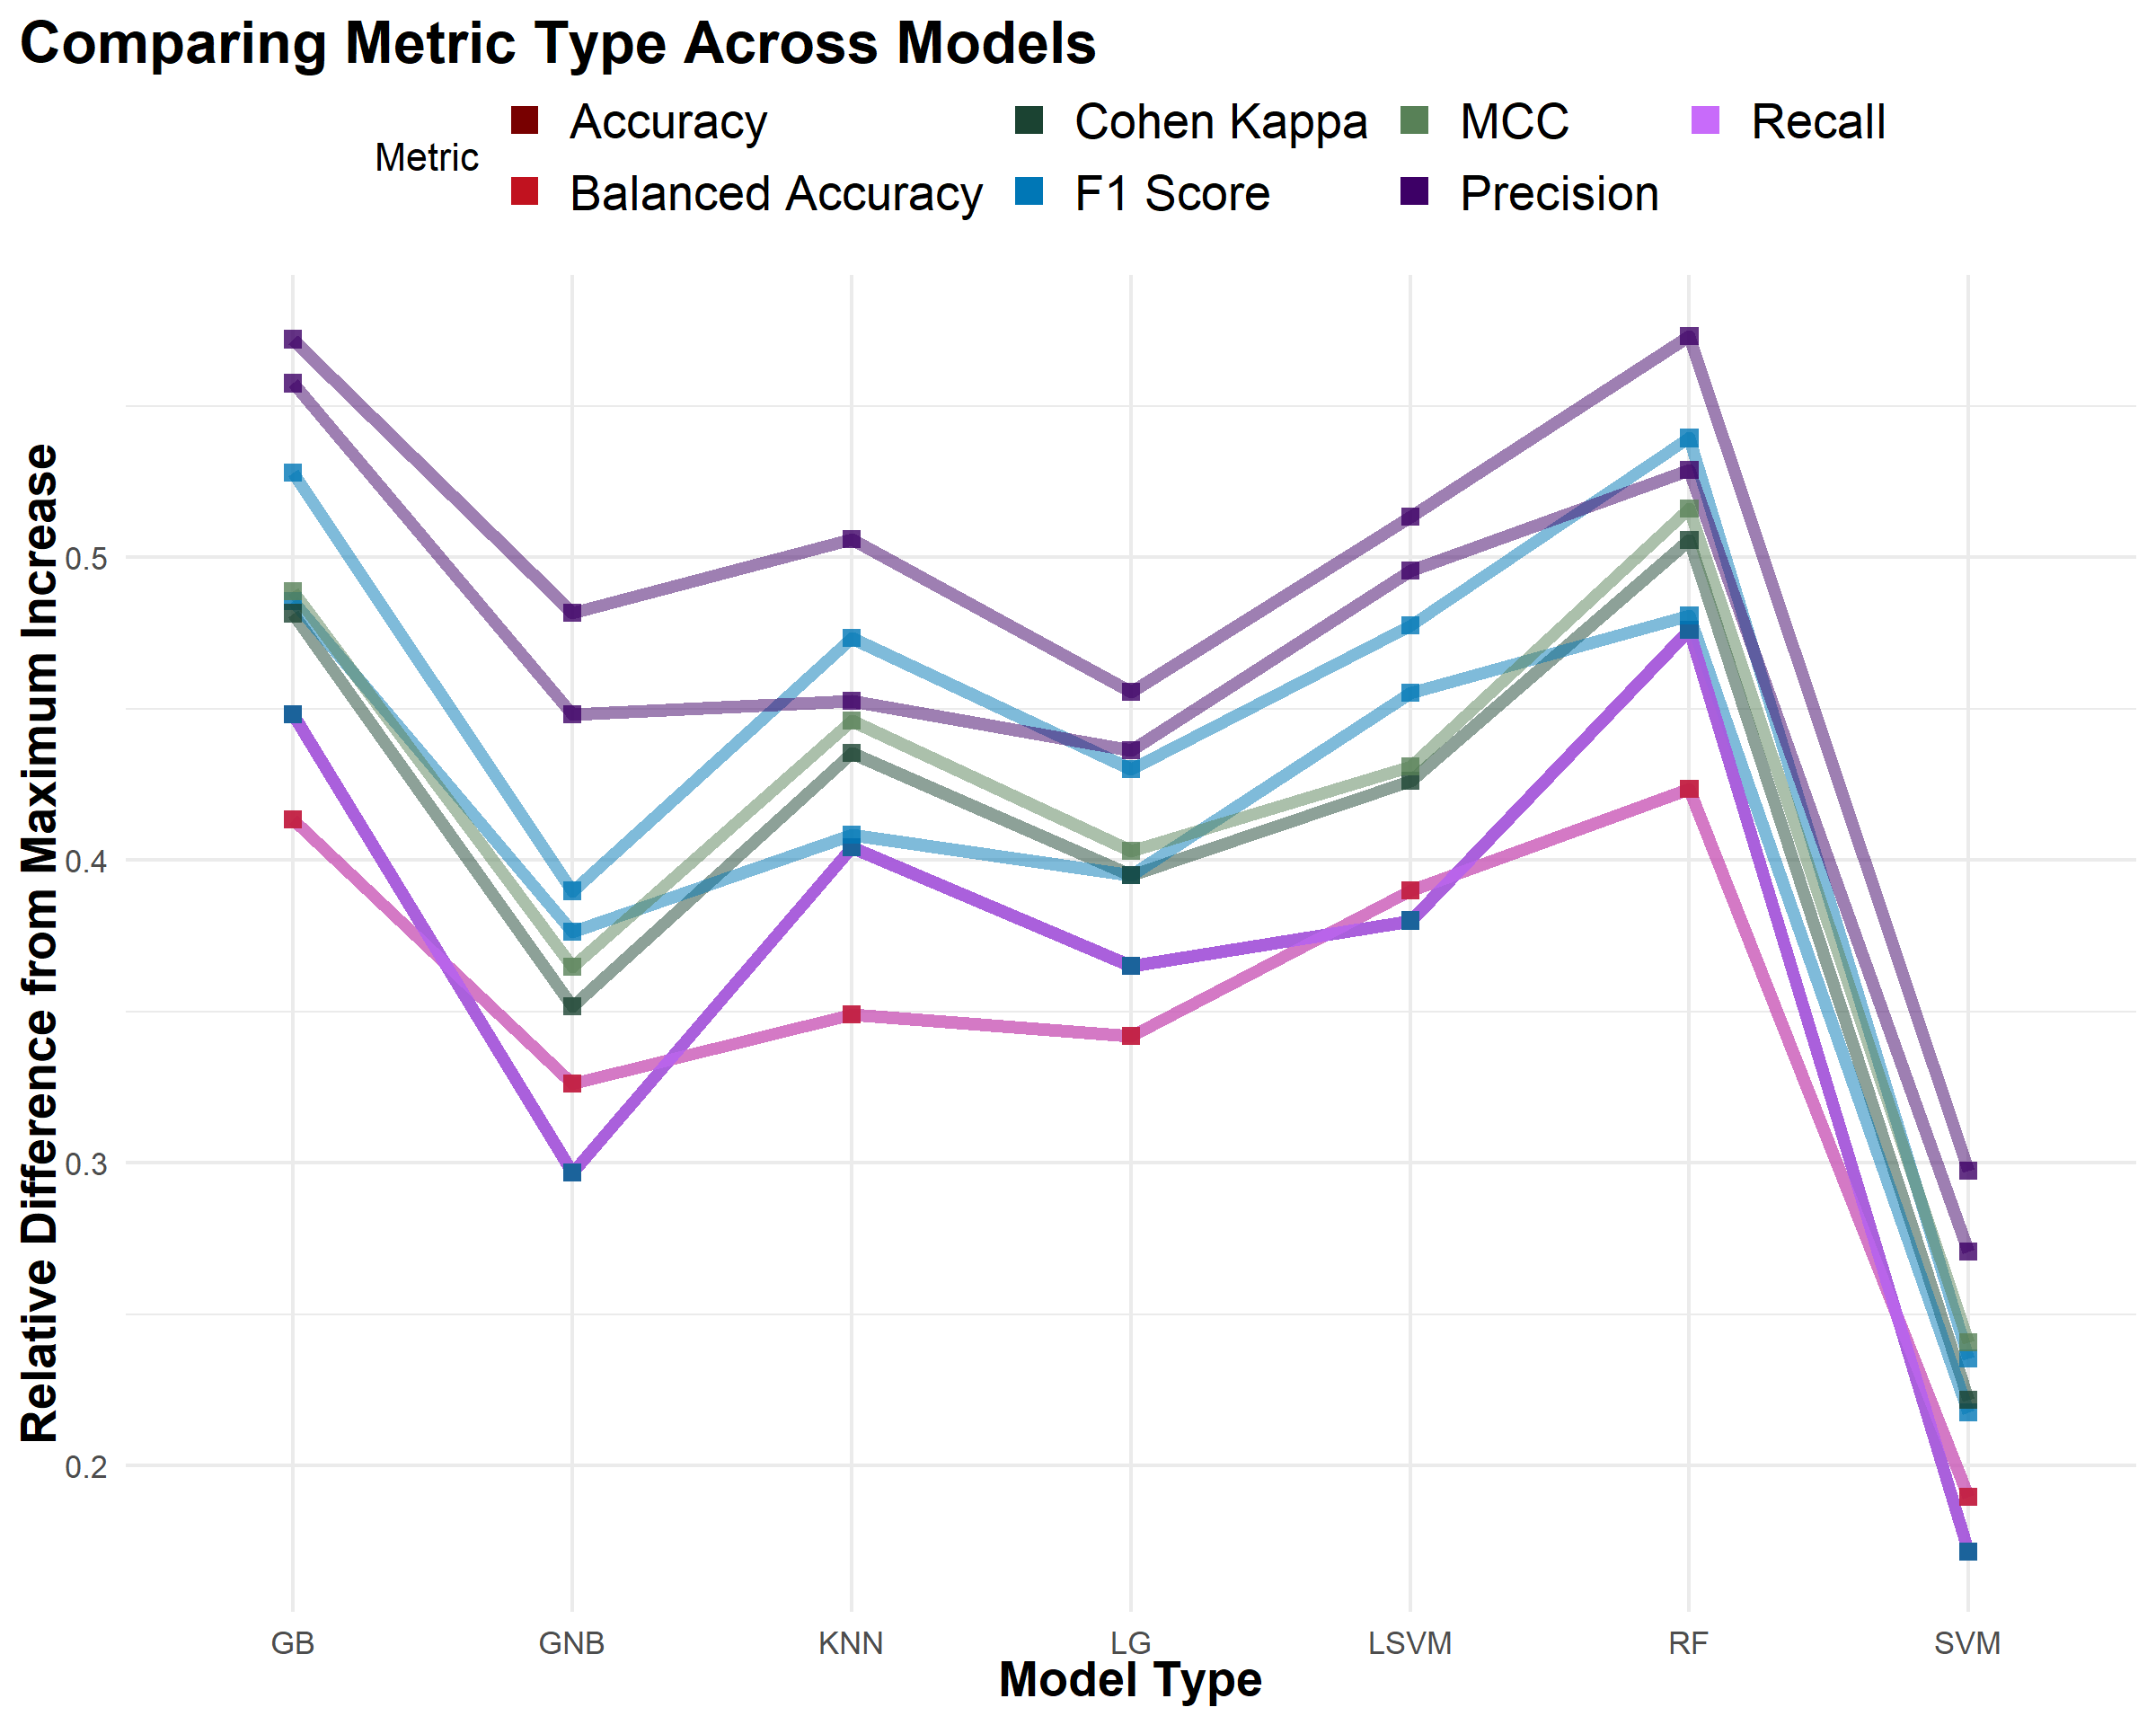 Comparing Metric Type Across Models
Metric
Accuracy
Cohen Kappa
MCC
Recall
Balanced Accuracy
F1 Score
Precision
Relative Difference from Maximum Increase
0.5
0.4
0.3
0.2
GB GNB KNN LG LSVM RF SVM
Model Type